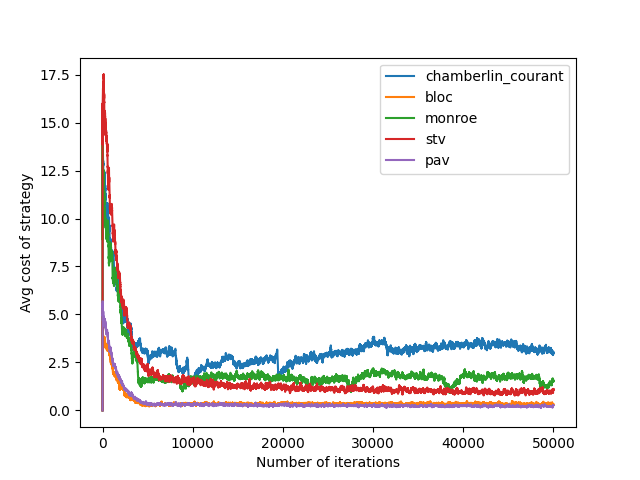 17.5
15.0
12.5
10.0
7.5
5.0
2.5
0.0
Avg cost of strategy
chamberlin_courant
bloc
monroe
stv
pav
0 10000 20000 30000 40000 50000
Number of iterations